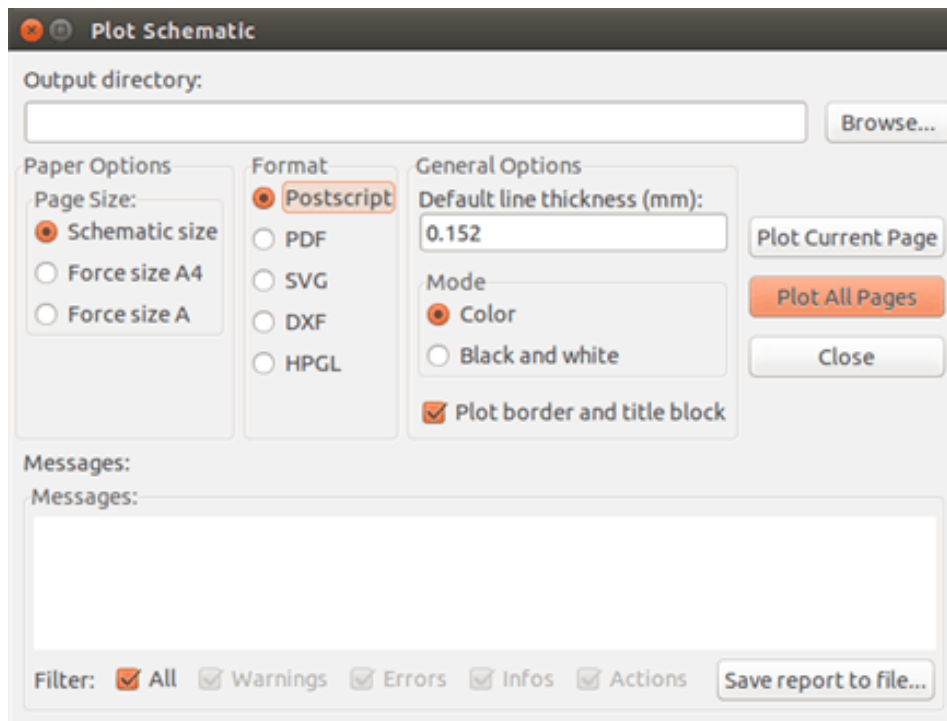 Plot Schematic
Output directory:
Browse...
Paper Options
Page Size:
Schematic size
Force size A4
Force size A
Format
Postscript
PDF
SVG
DXF
HPGL
General Options
Default line thickness (mm):
0.152
Mode
Color
Black and white
Plot border and title block
Plot Current Page
Plot All Pages
Close
Messages:
Messages:
Filter: All Warnings Errors Infos Actions Save report to file...